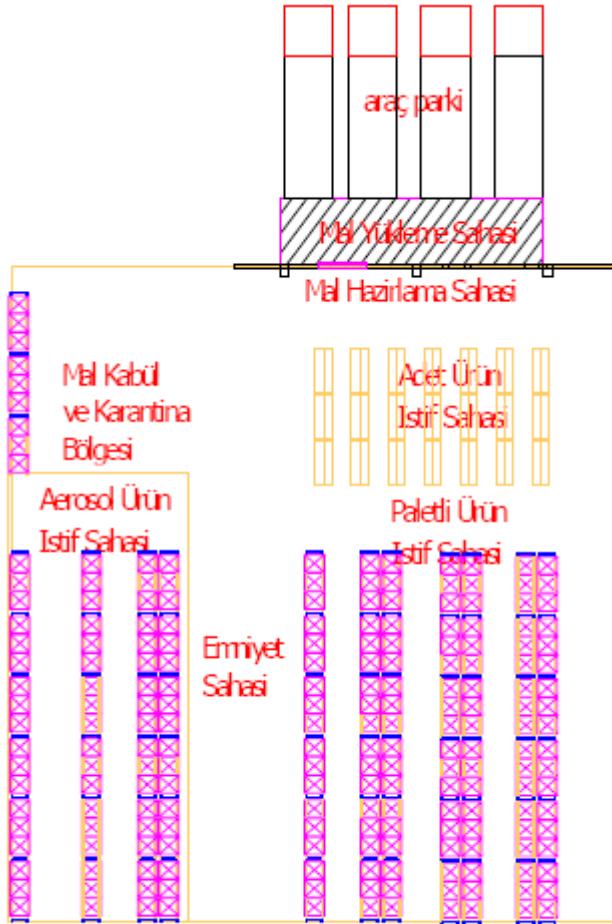 araç parki
Mal Yükleme Sahasi
Mal Hazirlama Sahasi
Mal Kabül
ve Karantina
Bölgesi
Adet Ürün
Istif Sahasi
Aerosol Ürün
Istif Sahasi
Paletli Ürün
Istif Sahasi
Emniyet
Sahasi